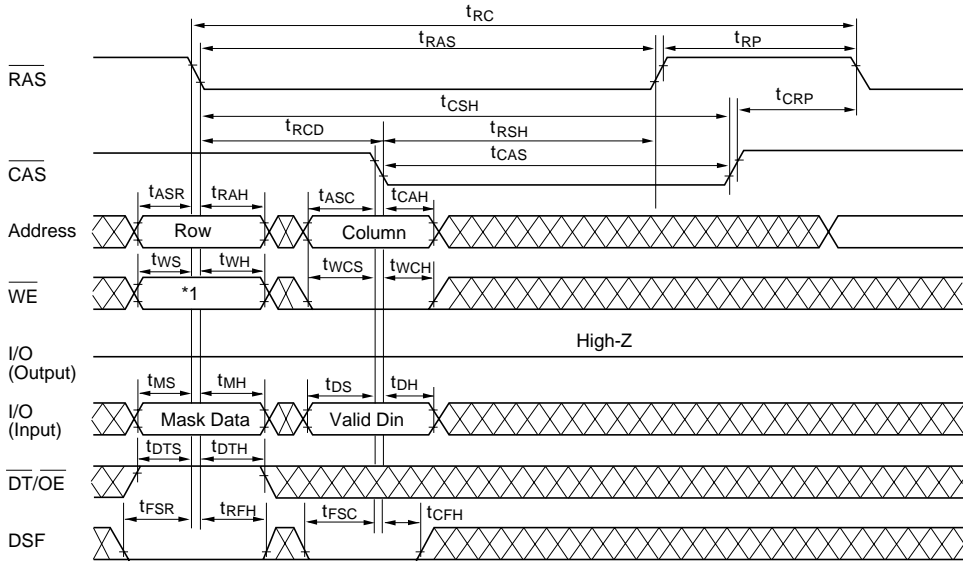 tRC
tRAS tRP
RAS
tCSH tCRP
tRCD tRSH
tCAS
CAS
tASR tRAH tASC tCAH
Address Row Column
tWS tWH tWCS tWCH
WE *1
High-Z
I/O
(Output)
tMS tMH tDS tDH
I/O
(Input) Mask Data Valid Din
tDTS tDTH
DT/OE
tFSR tRFH tFSC tCFH
DSF